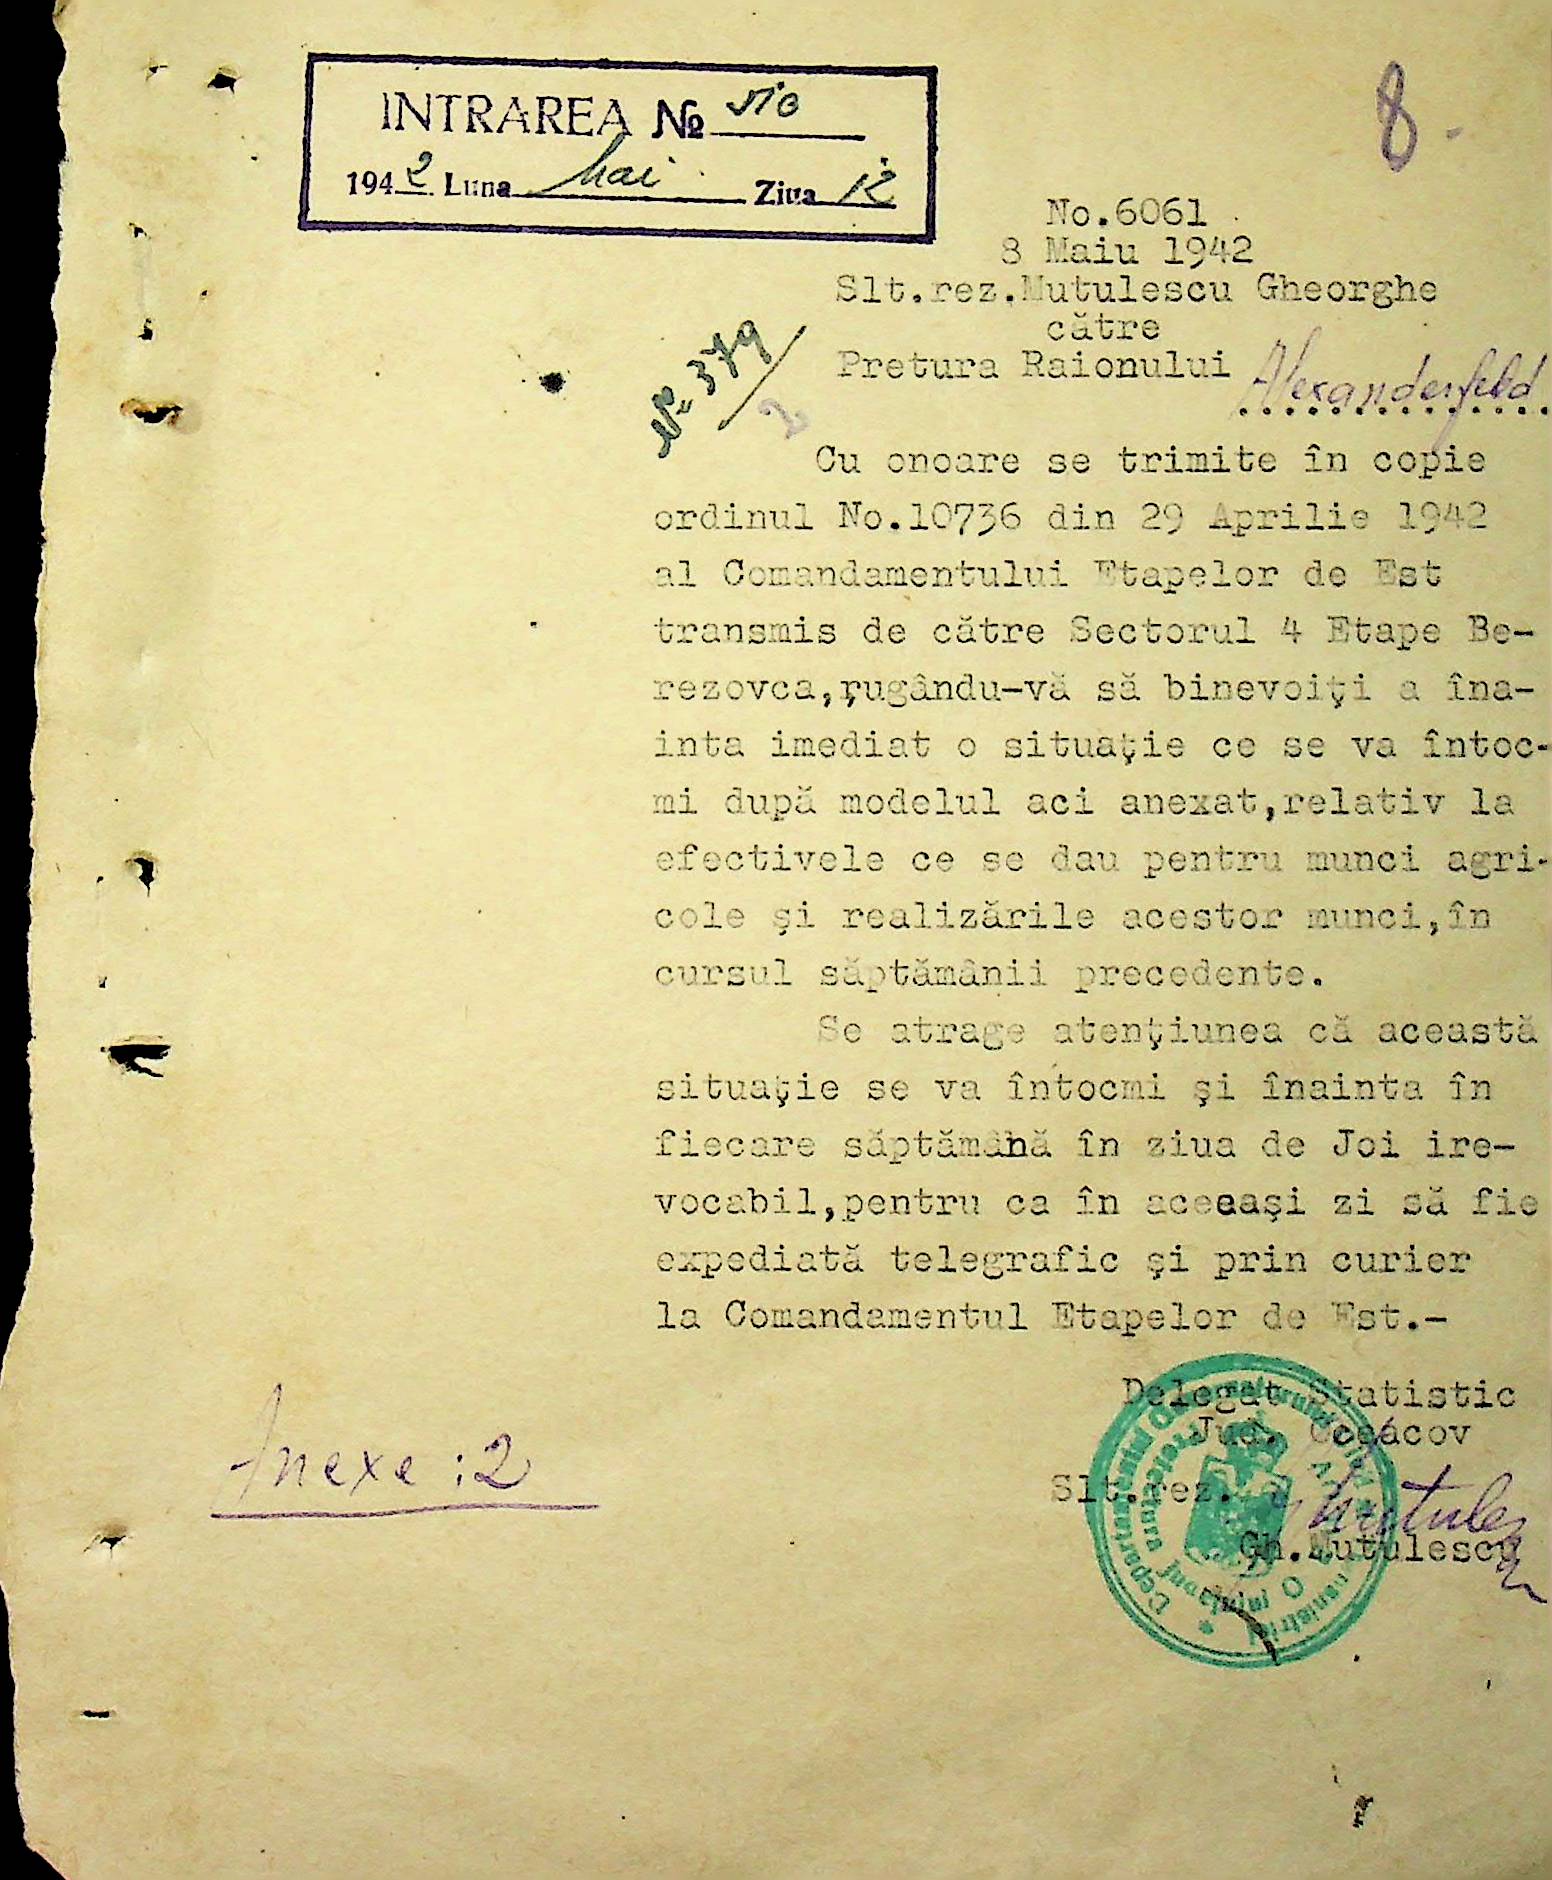 INTRAREA № 510
1942 Luna Mai Ziua 12
8
No.6061
8 Maiu 1942
Slt.rez.Mutulescu Gheorghe
către
Pretura Raionului Alexanderfeld
№ 379
2
Cu onoare se trimite în copie
ordinul No.10736 din 29 Aprilie 1942
al Comandamentului Etapelor de Est
transmis de către Sectorul 4 Etape Be-
rezovca,rugându-vă să binevoiţi a îna-
inta imediat o situaţie ce se va întoc-
mi după modelul aci anexat,relativ la
efectivele ce se dau pentru munci agri-
cole şi realizările acestor munci,în
cursul săptămânii precedente.
Se atrage atenţiunea că această
situaţie se va întocmi şi înainta în
fiecare săptămână în ziua de Joi ire-
vocabil,pentru ca în aceeaşi zi să fie
expediată telegrafic şi prin curier
la Comandamentul Etapelor de Est.-
Delegat Statistic
Jud. Oceacov
Slt.rez. Mutulescu
Gh.Mutulescu
Anexe : 2